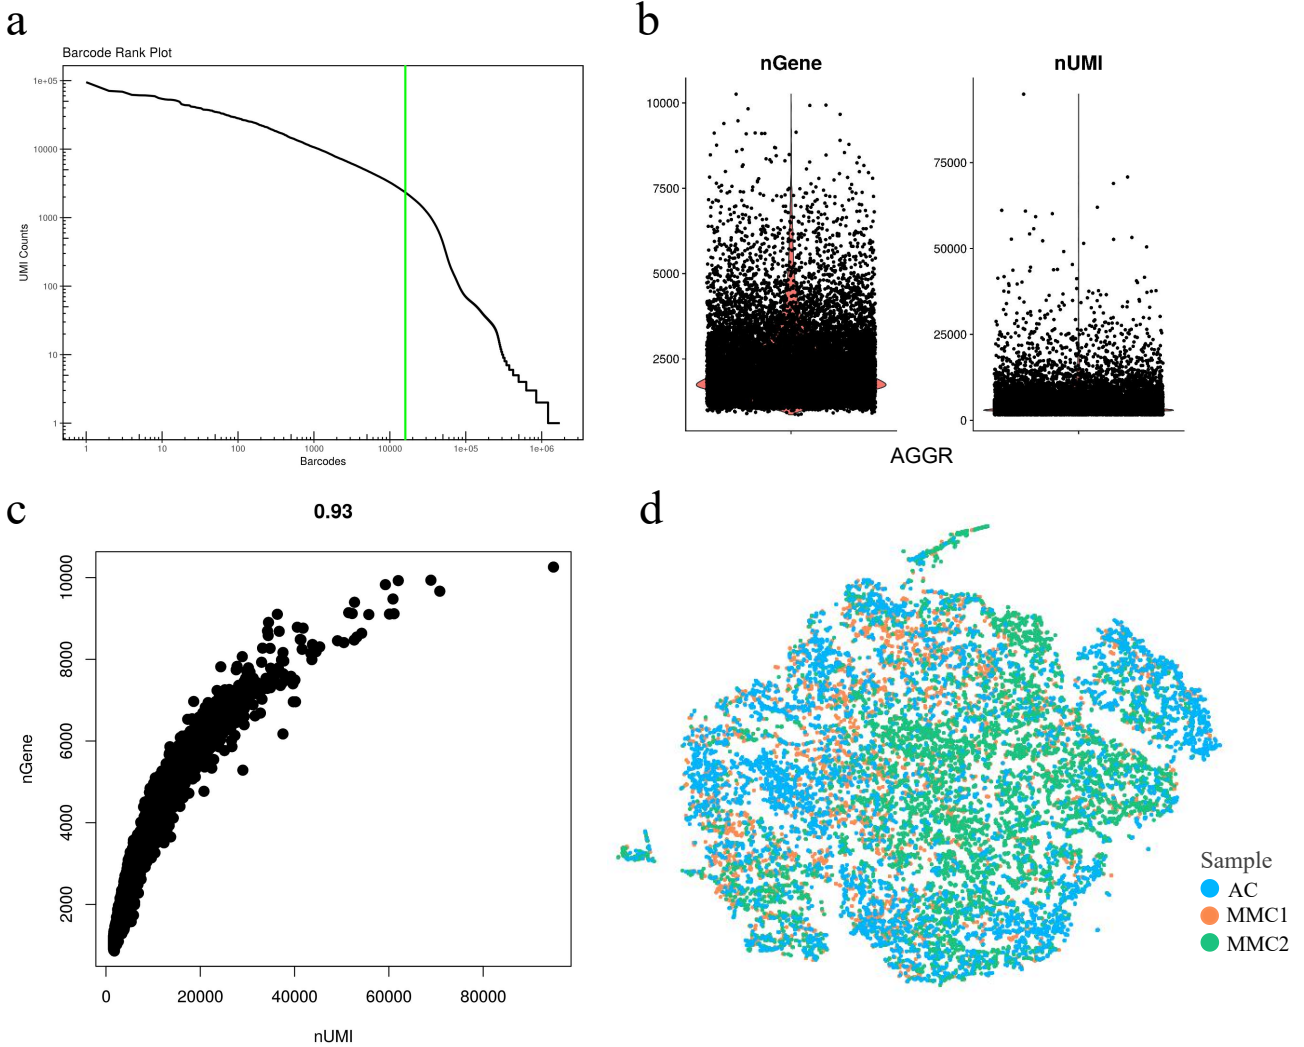 a
Barcode Rank Plot
1e+05
10000
1000
100
10
1
UMI Counts
1 10 100 1000 10000 1e+05 1e+06
Barcodes
b
nGene nUMI
10000
7500
5000
2500
75000
50000
25000
0
AGGR
c
0.93
10000
8000
6000
4000
2000
nGene
0 20000 40000 60000 80000
nUMI
d
Sample
AC
MMC1
MMC2